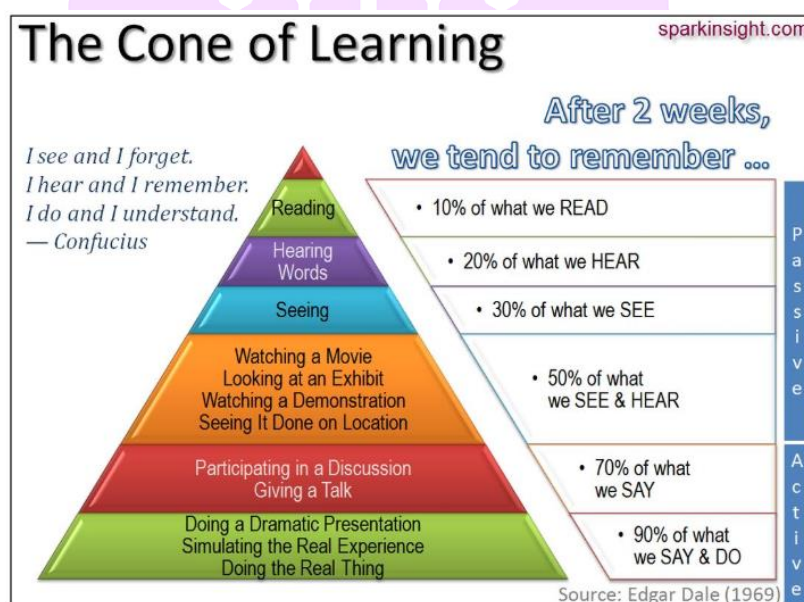 The Cone of Learning
sparkinsight.com
After 2 weeks,
we tend to remember ...
I see and I forget.
I hear and I remember.
I do and I understand.
— Confucius
Reading
• 10% of what we READ
Hearing
Words
• 20% of what we HEAR
Seeing
• 30% of what we SEE
Watching a Movie
Looking at an Exhibit
Watching a Demonstration
Seeing It Done on Location
• 50% of what
we SEE & HEAR
Passive
Participating in a Discussion
Giving a Talk
• 70% of what
we SAY
Doing a Dramatic Presentation
Simulating the Real Experience
Doing the Real Thing
• 90% of what
we SAY & DO
Active
Source: Edgar Dale (1969)